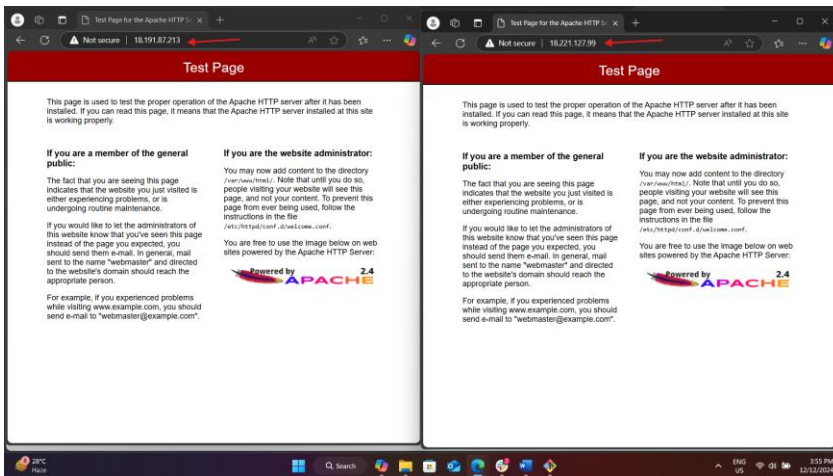 Test Page for the Apache HTTP S
Not secure | 18.191.87.213
Test Page
This page is used to test the proper operation of the Apache HTTP server after it has been
installed. If you can read this page, it means that the Apache HTTP server installed at this site
is working properly.
If you are a member of the general
public:
The fact that you are seeing this page
indicates that the website you just visited is
either experiencing problems, or is
undergoing routine maintenance.
If you would like to let the administrators of
this website know that you've seen this page
instead of the page you expected, you
should send them e-mail. In general, mail
sent to the name "webmaster" and directed
to the website's domain should reach the
appropriate person.
For example, if you experienced problems
while visiting www.example.com, you should
send e-mail to "webmaster@example.com".
If you are the website administrator:
You may now add content to the directory
/var/www/html/. Note that until you do so,
people visiting your website will see this
page, and not your content. To prevent this
page from ever being used, follow the
instructions in the file
/etc/httpd/conf.d/welcome.conf.
You are free to use the image below on web
sites powered by the Apache HTTP Server:
Powered by 2.4
APACHE
Test Page for the Apache HTTP S
Not secure | 18.221.127.99
Test Page
This page is used to test the proper operation of the Apache HTTP server after it has been
installed. If you can read this page, it means that the Apache HTTP server installed at this site
is working properly.
If you are a member of the general
public:
The fact that you are seeing this page
indicates that the website you just visited is
either experiencing problems, or is
undergoing routine maintenance.
If you would like to let the administrators of
this website know that you've seen this page
instead of the page you expected, you
should send them e-mail. In general, mail
sent to the name "webmaster" and directed
to the website's domain should reach the
appropriate person.
For example, if you experienced problems
while visiting www.example.com, you should
send e-mail to "webmaster@example.com".
If you are the website administrator:
You may now add content to the directory
/var/www/html/. Note that until you do so,
people visiting your website will see this
page, and not your content. To prevent this
page from ever being used, follow the
instructions in the file
/etc/httpd/conf.d/welcome.conf.
You are free to use the image below on web
sites powered by the Apache HTTP Server:
Powered by 2.4
APACHE
28°C
Haze
Search
ENG
US
3:55 PM
12/12/2024